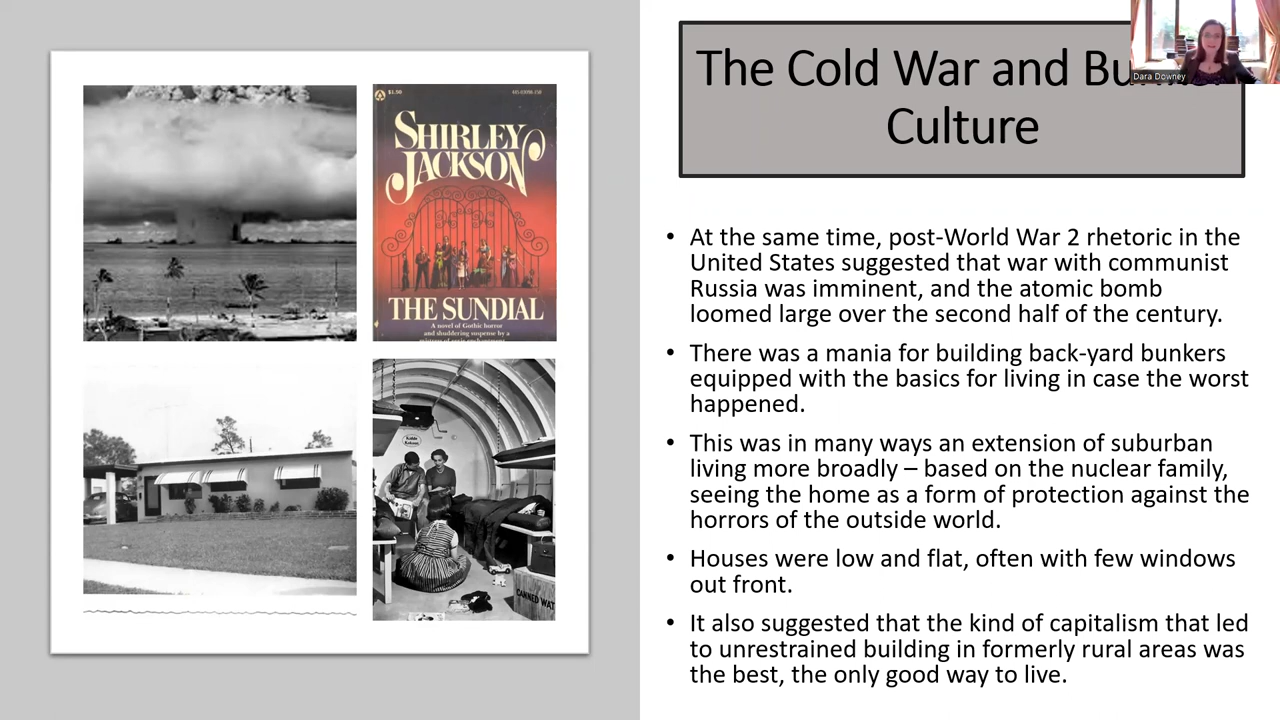 The Cold War and
Culture
Dara Downey
$1.50
SHIRLEY
JACKSON
THE SUNDIAL
A novel of Gothic horror
and shuddering suspense by a
CANNED WAT
• At the same time, post-World War 2 rhetoric in the
United States suggested that war with communist
Russia was imminent, and the atomic bomb
loomed large over the second half of the century.
• There was a mania for building back-yard bunkers
equipped with the basics for living in case the worst
happened.
• This was in many ways an extension of suburban
living more broadly – based on the nuclear family,
seeing the home as a form of protection against the
horrors of the outside world.
• Houses were low and flat, often with few windows
out front.
• It also suggested that the kind of capitalism that led
to unrestrained building in formerly rural areas was
the best, the only good way to live.